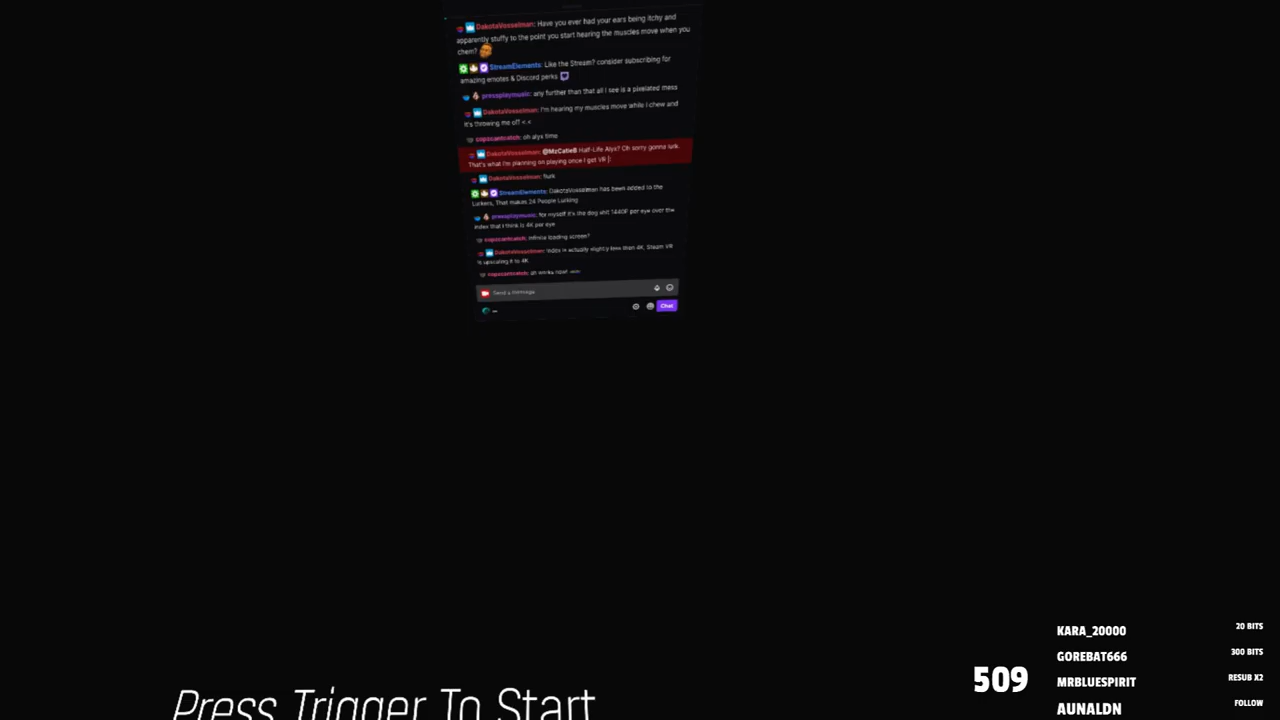 DakotaVosselman: Have you ever had your ears being itchy and
apparently stuffy to the point you start hearing the muscles move when you
chem?
StreamElements: Like the Stream? consider subscribing for
amazing emotes & Discord perks
pressplaymusic: any further than that all I see is a pixelated mess
DakotaVosselman: I'm hearing my muscles move while I chew and
it's throwing me off <.<
oh alyx time
DakotaVosselman: @MzCatieB Half-Life Alyx? Oh sorry gonna lurk.
That's what I'm planning on playing once I get VR
DakotaVosselman: !lurk
StreamElements: DakotaVosselman has been added to the
Lurkers, That makes 24 People Lurking
pressplaymusic: for myself it's the dog shit 1440P per eye over the
index that I think is 4K per eye
infinite loading screen?
DakotaVosselman: Index is actually slightly less than 4K, Steam VR
is upscaling it to 4K
Send a message
Chat
KARA_20000 20 BITS
GOREBAT666 300 BITS
509 MRBLUESPIRIT RESUB X2
AUNALDN FOLLOW
Press Trigger To Start